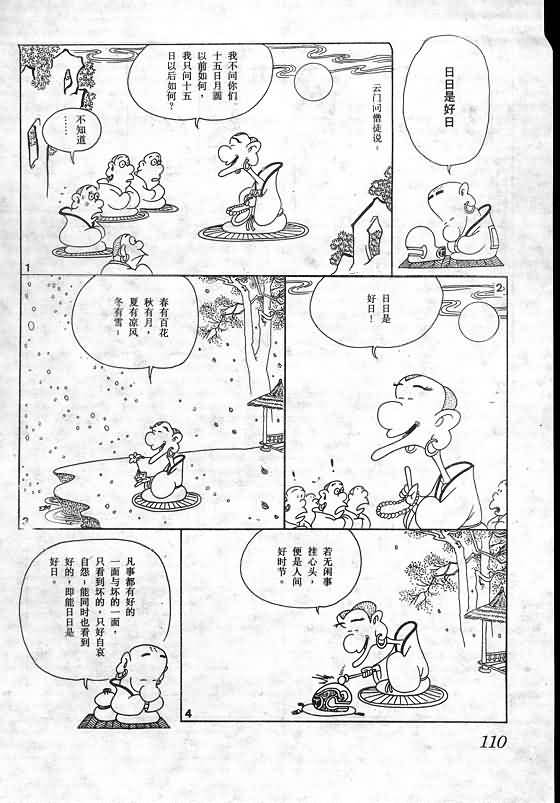 日日是好日
云门问僧徒说：
我不问你们
十五日月圆
以前如何，
我只问十五
日以后如何？
不知道
……
1
日日是
好日！
2
春有百花
秋有月，
夏有凉风
冬有雪；
若无闲事
挂心头，
便是人间
好时节。
4
凡事都有好的
一面与坏的一面，
只看到坏的，只好自哀
自怨；能同时也看到
好的，即能日日是
好日。
110